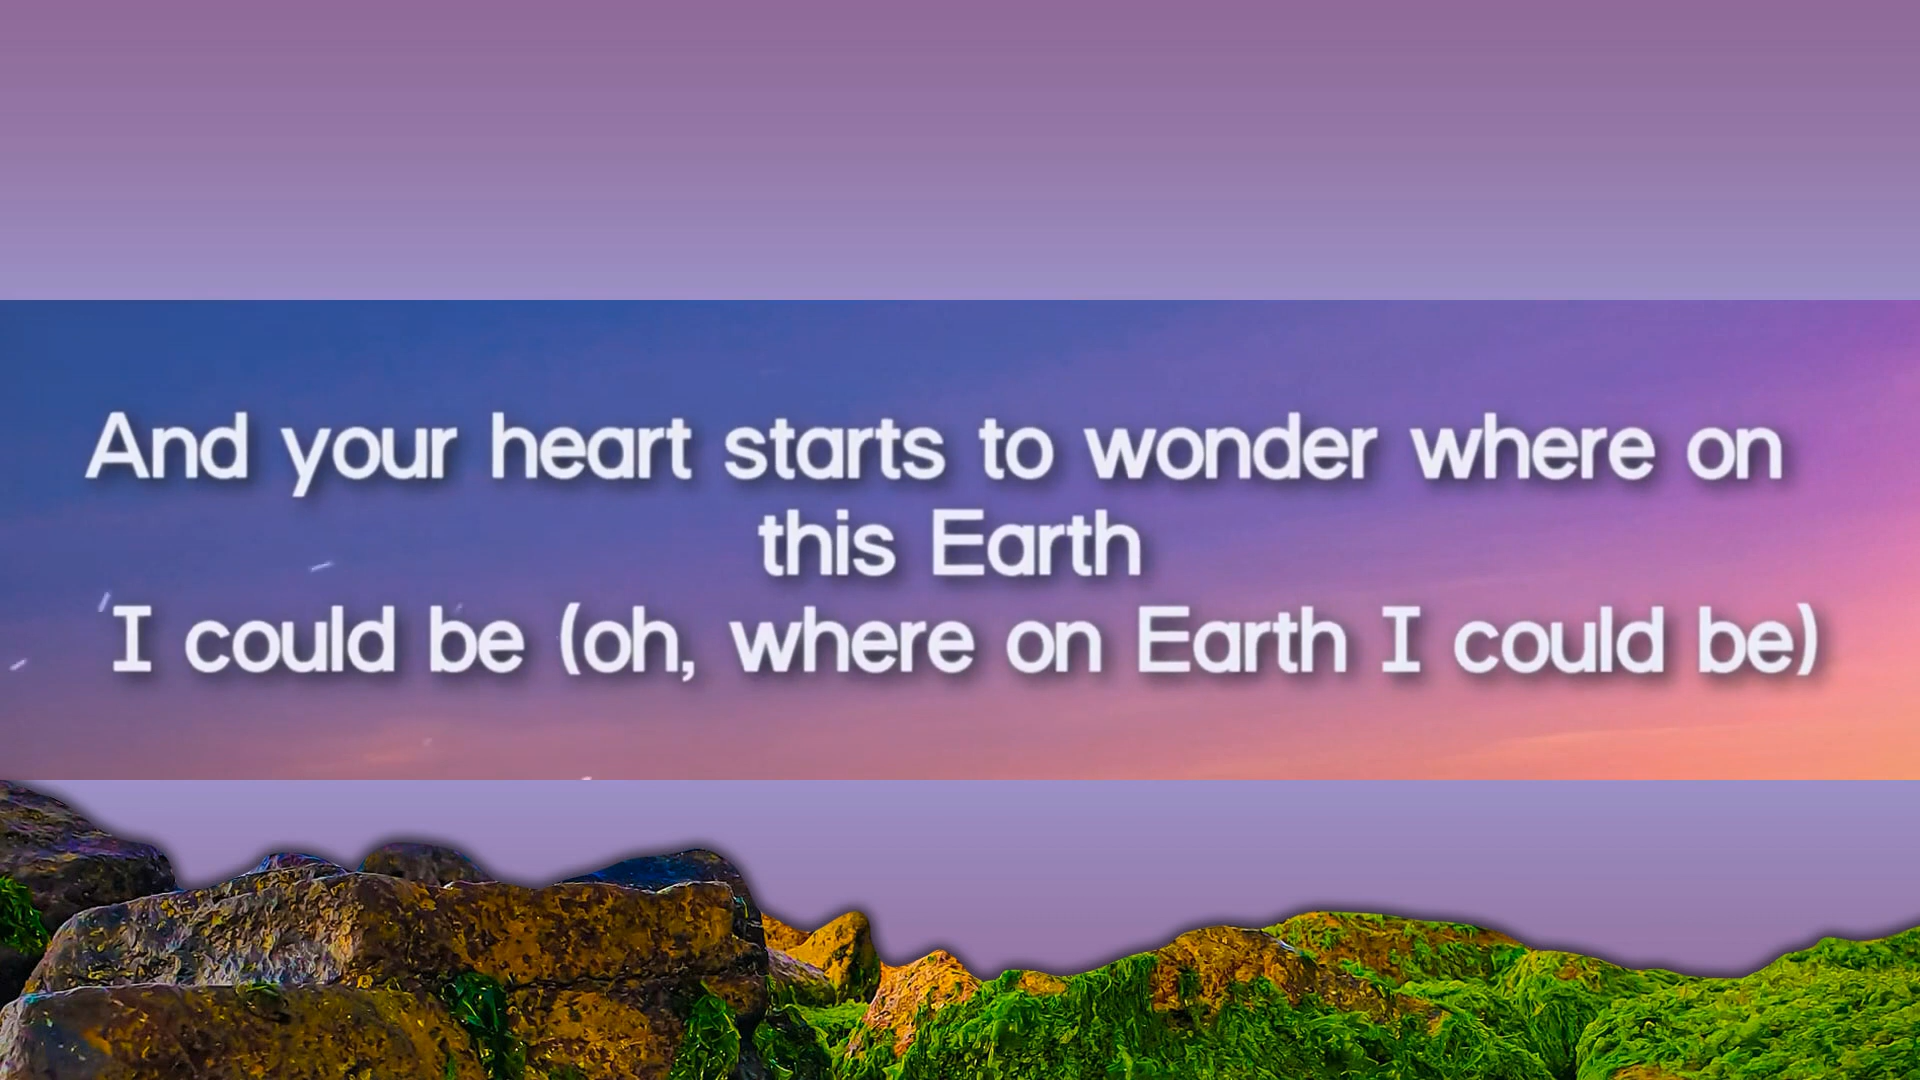 And your heart starts to wonder where on
this Earth
I could be (oh, where on Earth I could be)